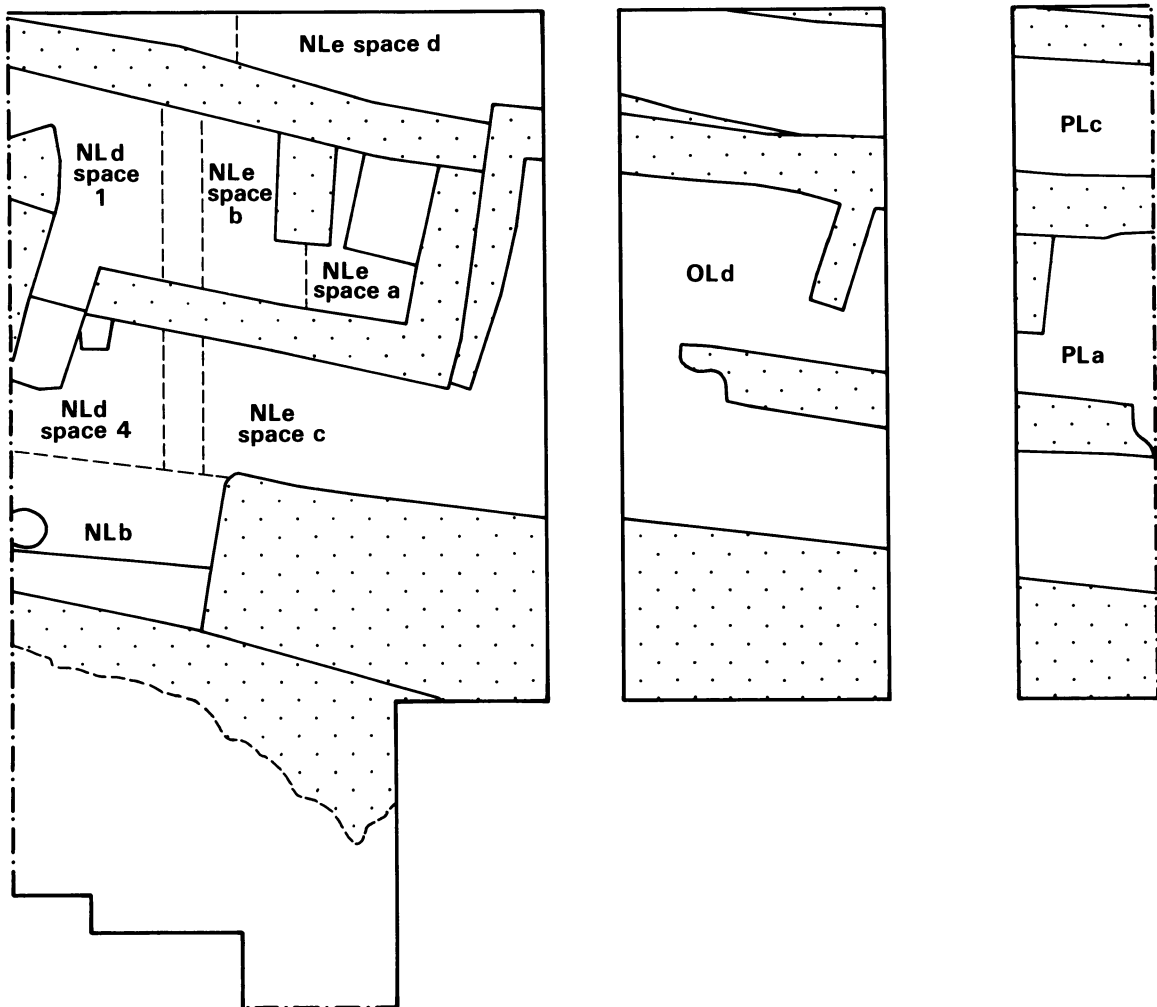 NLe space d
NLd
space
1
NLe
space
b
NLe
space a
NLd
space 4
NLe
space c
NLb
OLd
PLc
PLa